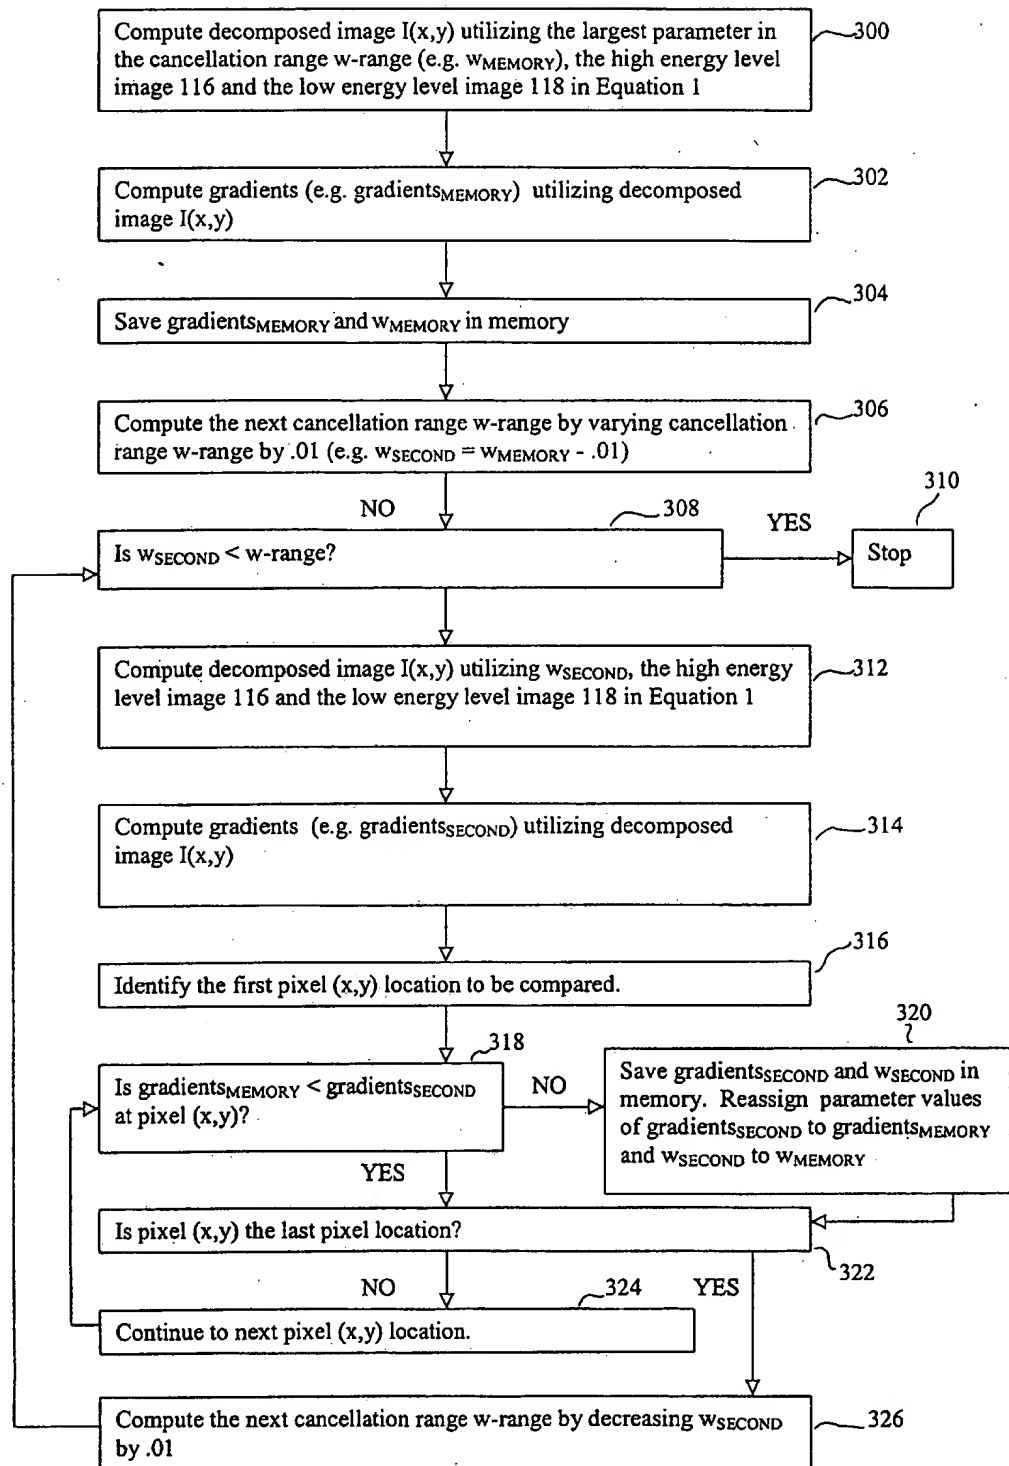 Compute decomposed image I(x,y) utilizing the largest parameter in
the cancellation range w-range (e.g. wMEMORY), the high energy level
image 116 and the low energy level image 118 in Equation 1
300
Compute gradients (e.g. gradientsMEMORY) utilizing decomposed
image I(x,y)
302
Save gradientsMEMORY and wMEMORY in memory
304
Compute the next cancellation range w-range by varying cancellation
range w-range by .01 (e.g. wSECOND = wMEMORY - .01)
306
NO
308
Is wSECOND < w-range?
YES
310
Stop
Compute decomposed image I(x,y) utilizing wSECOND, the high energy
level image 116 and the low energy level image 118 in Equation 1
312
Compute gradients (e.g. gradientsSECOND) utilizing decomposed
image I(x,y)
314
Identify the first pixel (x,y) location to be compared.
316
318
Is gradientsMEMORY < gradientsSECOND
at pixel (x,y)?
NO
320
Save gradientsSECOND and wSECOND in
memory. Reassign parameter values
of gradientsSECOND to gradientsMEMORY
and wSECOND to wMEMORY
YES
Is pixel (x,y) the last pixel location?
322
NO
324
YES
Continue to next pixel (x,y) location.
Compute the next cancellation range w-range by decreasing wSECOND
by .01
326